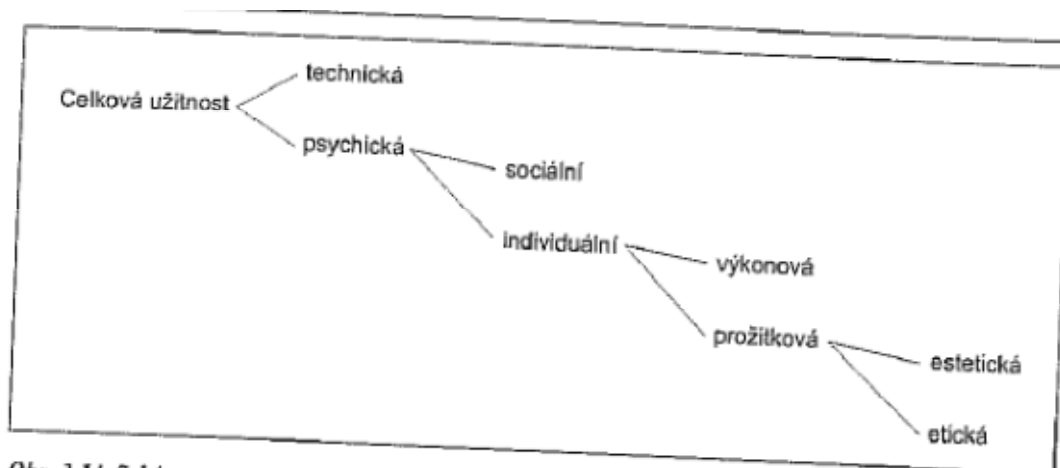 technická
Celková užitnost
psychická
sociální
individuální
výkonová
prožitková
estetická
etická